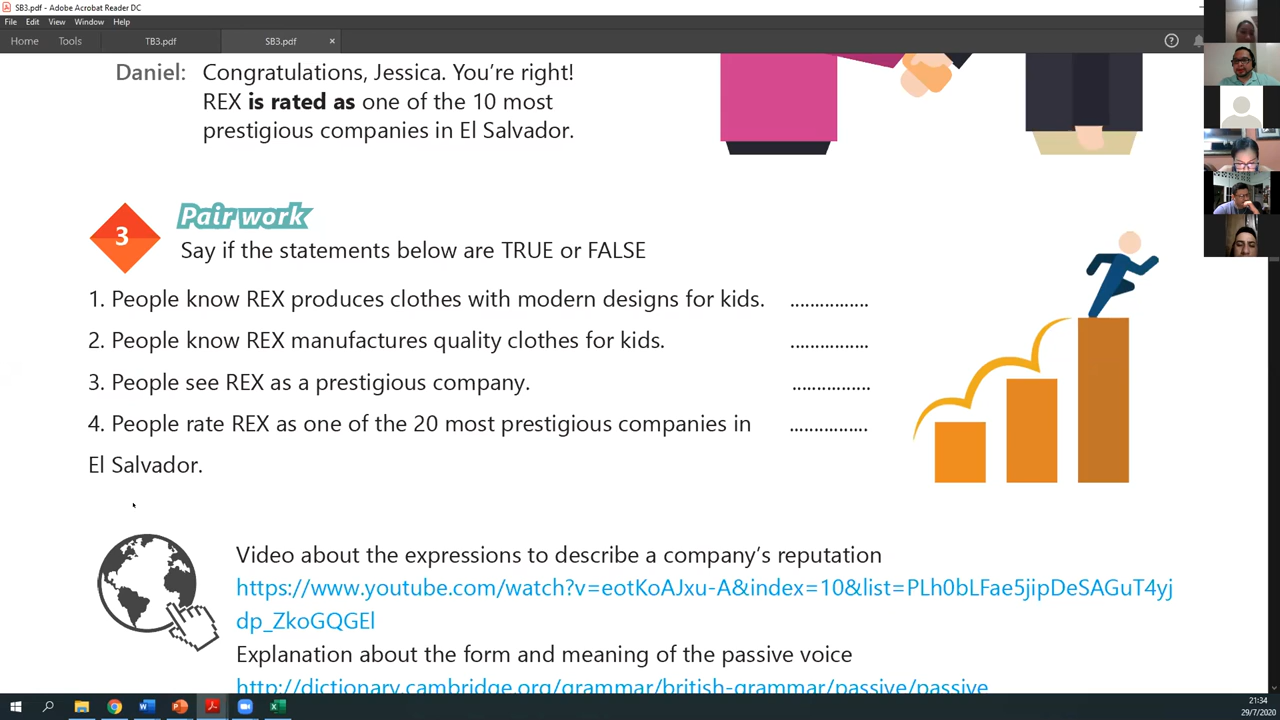 SB3.pdf - Adobe Acrobat Reader DC
File Edit View Window Help
Home Tools TB3.pdf SB3.pdf ×
Daniel: Congratulations, Jessica. You're right!
REX is rated as one of the 10 most
prestigious companies in El Salvador.
3 Pair work
Say if the statements below are TRUE or FALSE
1. People know REX produces clothes with modern designs for kids. ................
2. People know REX manufactures quality clothes for kids. ................
3. People see REX as a prestigious company. ................
4. People rate REX as one of the 20 most prestigious companies in ................
El Salvador.
Video about the expressions to describe a company's reputation
https://www.youtube.com/watch?v=eotKoAJxu-A&index=10&list=PLh0bLFae5jipDeSAGuT4yj
dp_ZkoGQGEl
Explanation about the form and meaning of the passive voice
http://dictionary.cambridge.org/grammar/british-grammar/passive/passive
21:34
29/7/2020